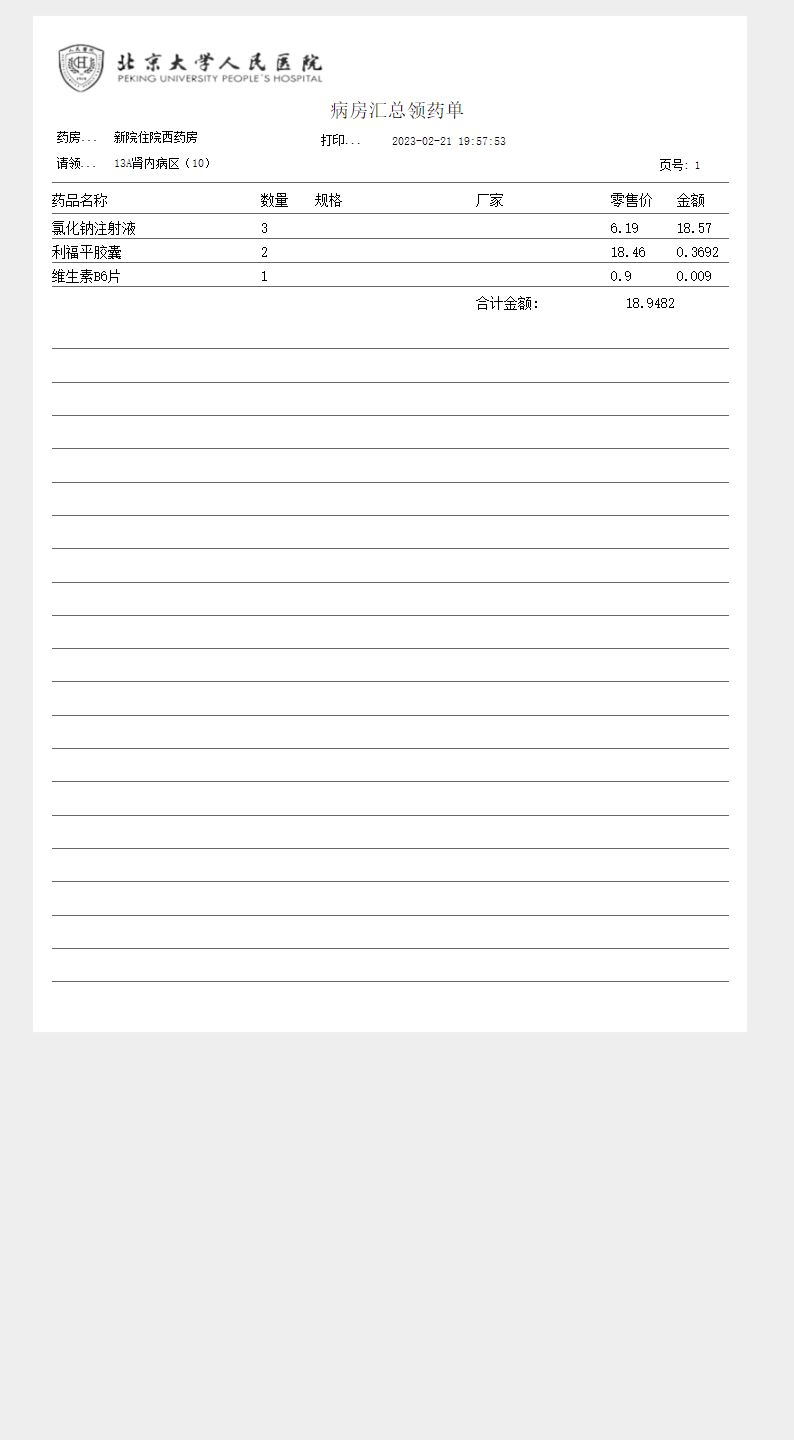 北京大学人民医院
PEKING UNIVERSITY PEOPLE'S HOSPITAL
病房汇总领药单
药房... 新院住院西药房 打印... 2023-02-21 19:57:53
请领... 13A肾内病区（10） 页号: 1
药品名称 数量 规格 厂家 零售价 金额
氯化钠注射液 3 6.19 18.57
利福平胶囊 2 18.46 0.3692
维生素B6片 1 0.9 0.009
合计金额: 18.9482